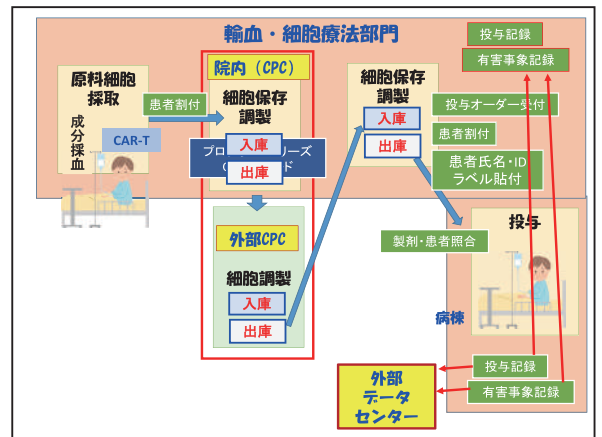 輸血・細胞療法部門
投与記録
有害事象記録
原料細胞
採取
成分採血
CAR-T
患者割付
院内（CPC）
細胞保存
調製
入庫
出庫
外部CPC
細胞調製
入庫
出庫
細胞保存
調製
入庫
出庫
投与オーダー受付
患者割付
患者氏名・ID
ラベル貼付
製剤・患者照合
投与
病棟
投与記録
有害事象記録
外部
データ
センター